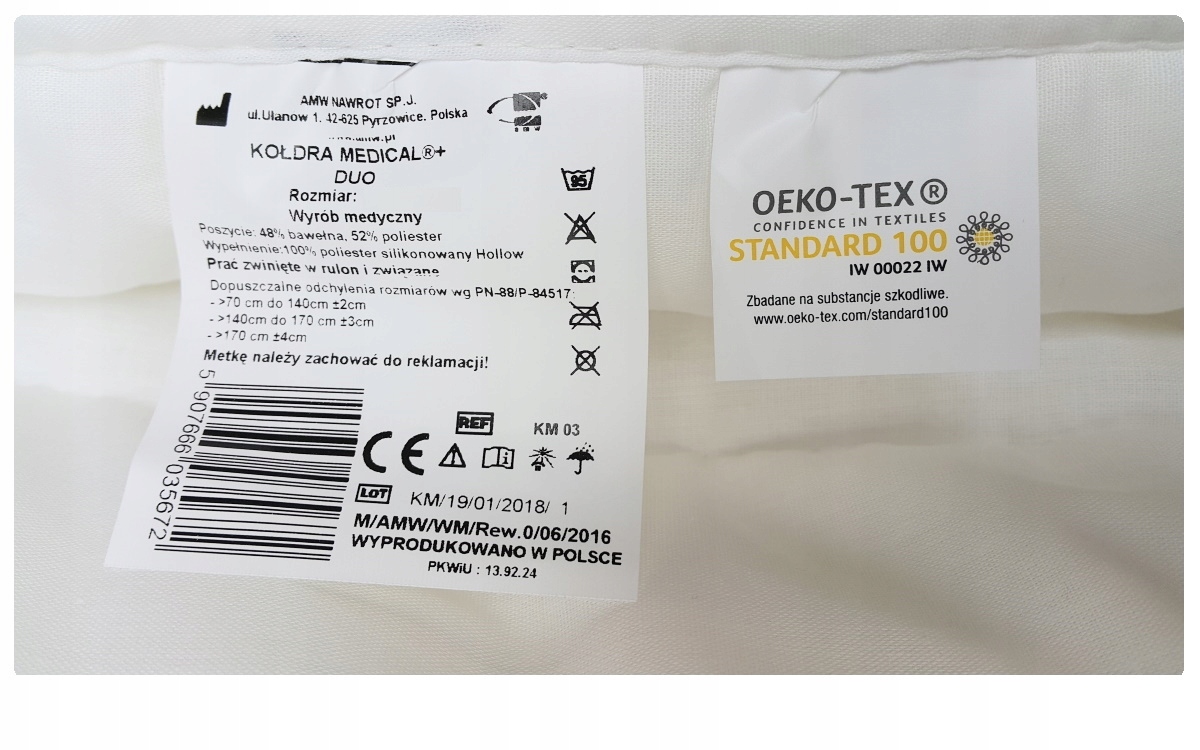 AMW NAWROT SP.J.
ul.Ułanow 1. 42-625 Pyrzowice. Polska
KOŁDRA MEDICAL®+
DUO
Rozmiar:
Wyrób medyczny
Poszycie: 48% bawełna, 52% poliester
Wypełnienie:100% poliester silikonowany Hollow
Prać zwinięte w rulon i związane
Dopuszczalne odchylenia rozmiarów wg PN-88/P-84517:
- >70 cm do 140cm ±2cm
- >140cm do 170 cm ±3cm
- >170 cm ±4cm
Metkę należy zachować do reklamacji!
95
5 907666 035672
REF KM 03
CE
LOT KM/19/01/2018/ 1
M/AMW/WM/Rew.0/06/2016
WYPRODUKOWANO W POLSCE
PKWiU : 13.92.24
OEKO-TEX®
CONFIDENCE IN TEXTILES
STANDARD 100
IW 00022 IW
Zbadane na substancje szkodliwe.
www.oeko-tex.com/standard100